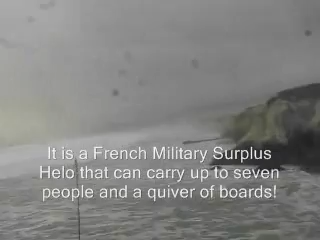 It is a French Military Surplus
Helo that can carry up to seven
people and a quiver of boards!